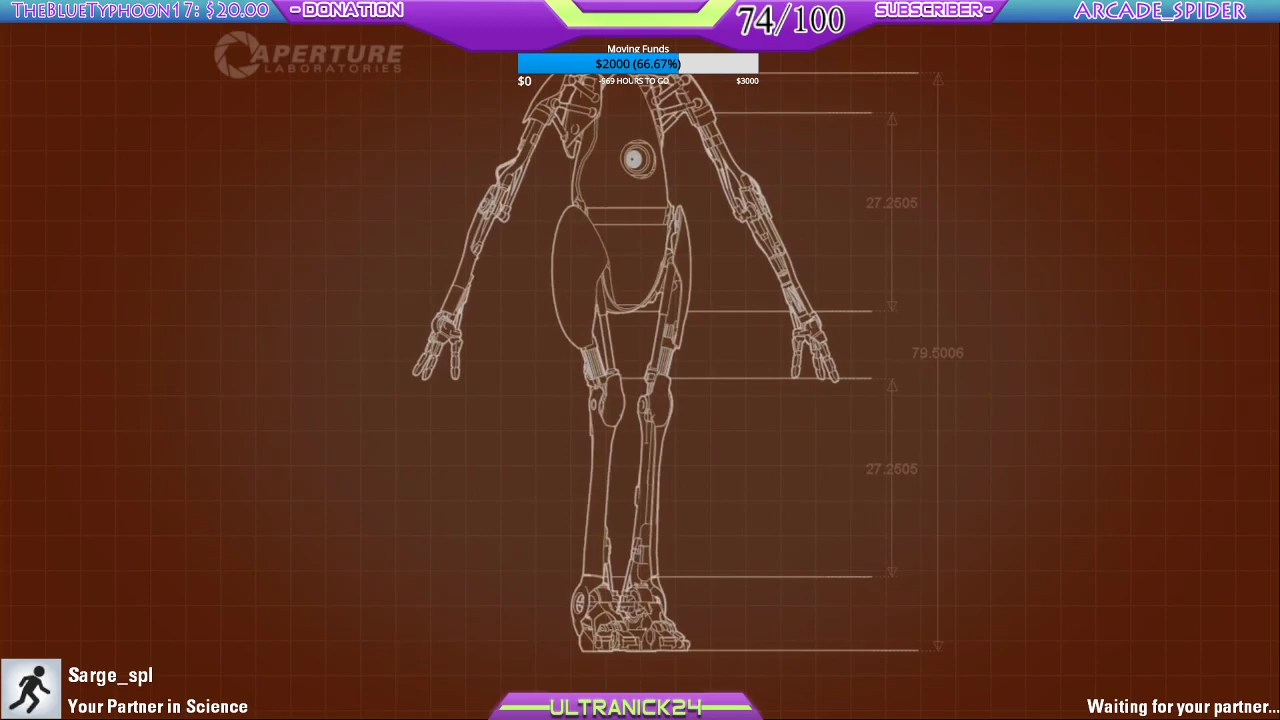 TheBlueTyphoon17: $20.00
-DONATION
74/100
SUBSCRIBER-
ARCADE_SPIDER
APERTURE
LABORATORIES
Moving Funds
$2000 (66.67%)
$0
-869 HOURS TO GO
$3000
27.2505
79.5006
27.2505
Sarge_spl
Your Partner in Science
ULTRANICK24
Waiting for your partner...